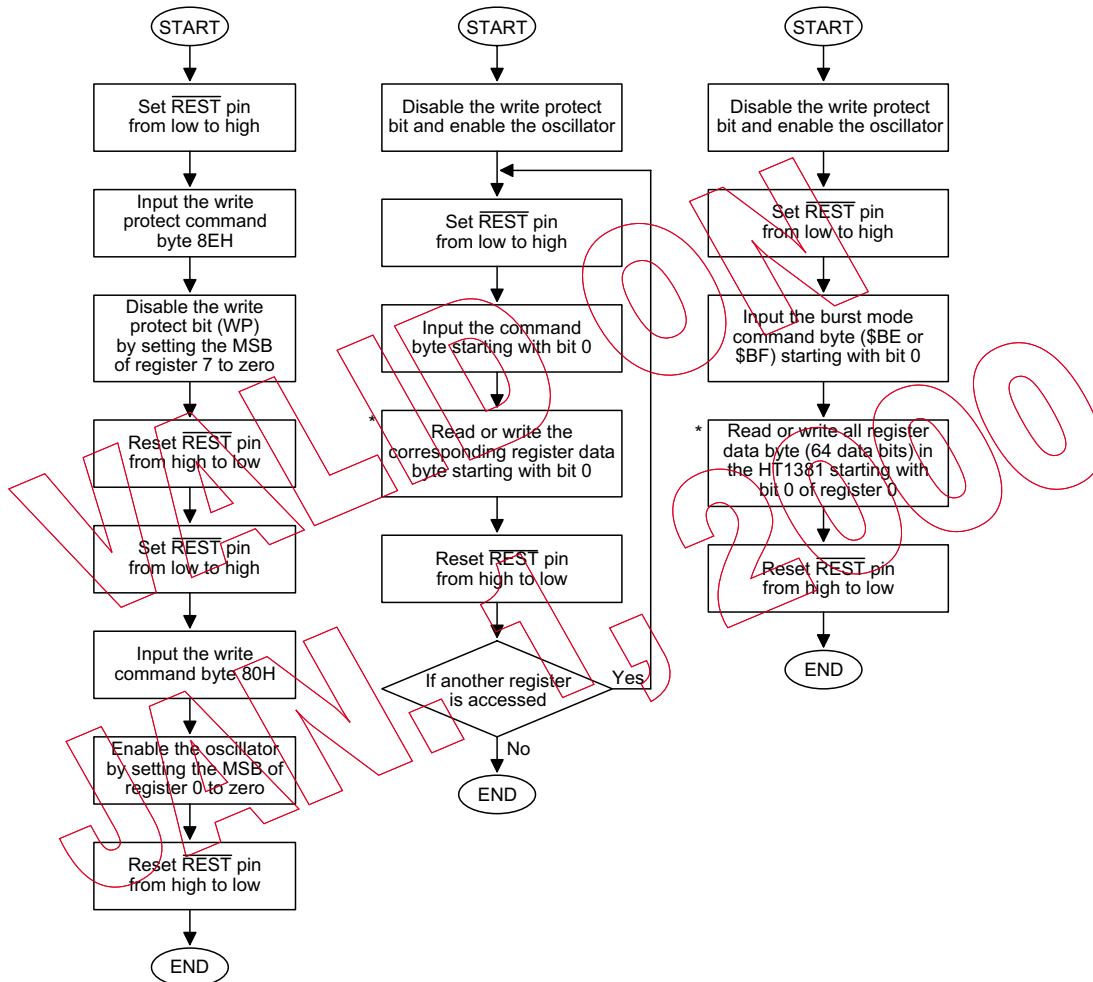 START
Set REST pin
from low to high
Input the write
protect command
byte 8EH
Disable the write
protect bit (WP)
by setting the MSB
of register 7 to zero
Reset REST pin
from high to low
Set REST pin
from low to high
Input the write
command byte 80H
Enable the oscillator
by setting the MSB of
register 0 to zero
Reset REST pin
from high to low
END
START
Disable the write protect
bit and enable the oscillator
Set REST pin
from low to high
Input the command
byte starting with bit 0
*
Read or write the
corresponding register data
byte starting with bit 0
Reset REST pin
from high to low
If another register
is accessed
Yes
No
END
START
Disable the write protect
bit and enable the oscillator
Set REST pin
from low to high
Input the burst mode
command byte ($BE or
$BF) starting with bit 0
*
Read or write all register
data byte (64 data bits) in
the HT1381 starting with
bit 0 of register 0
Reset REST pin
from high to low
END
ON
JAN. 1, 2000